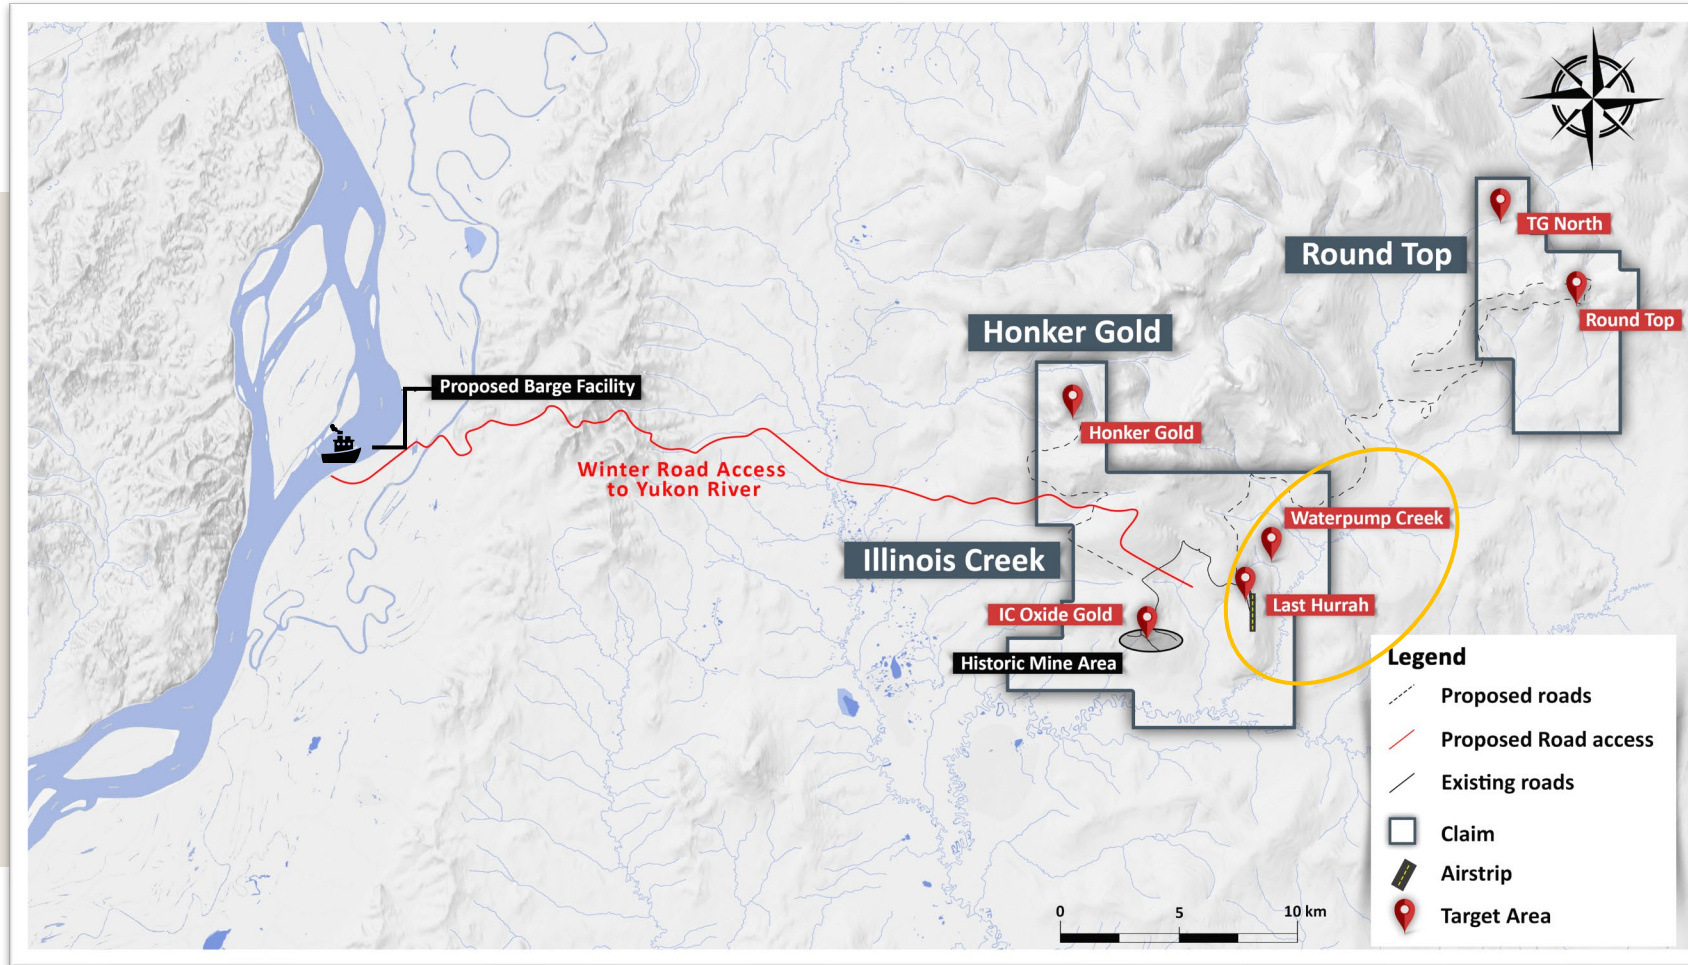 TG North
Round Top
Round Top
Honker Gold
Proposed Barge Facility
Honker Gold
Winter Road Access
to Yukon River
Waterpump Creek
Illinois Creek
Last Hurrah
IC Oxide Gold
Historic Mine Area
Legend
Proposed roads
Proposed Road access
Existing roads
Claim
Airstrip
Target Area
0 5 10 km